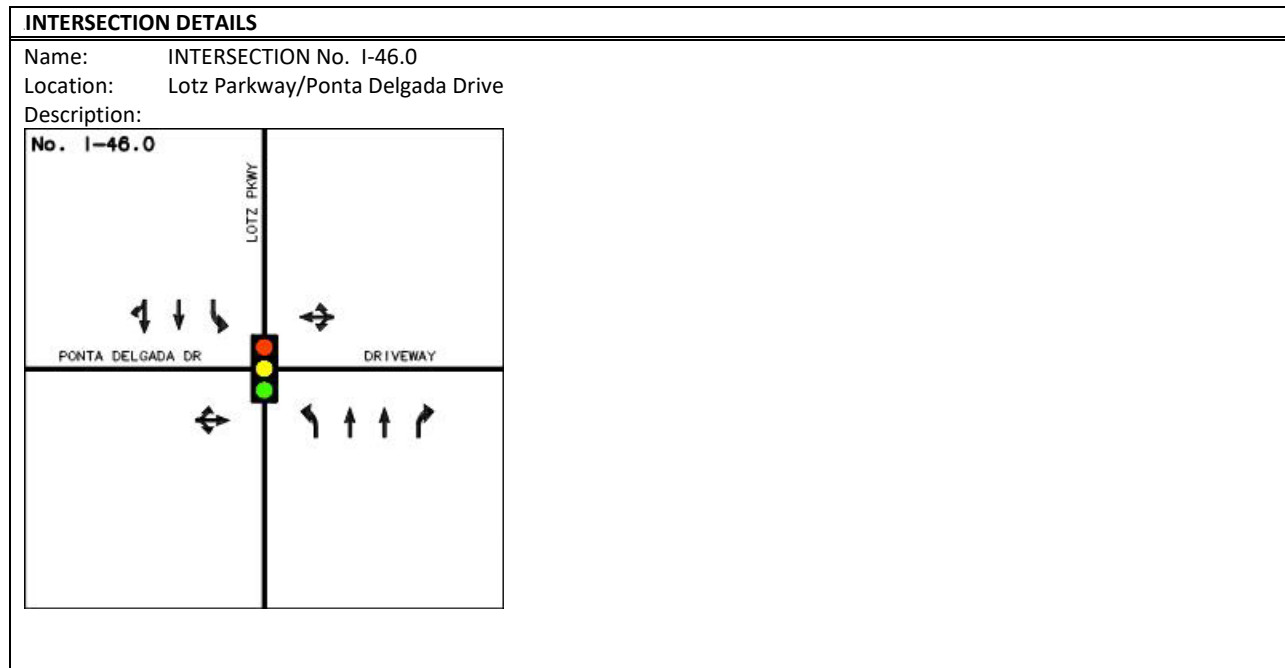 INTERSECTION DETAILS
Name: INTERSECTION No. I-46.0
Location: Lotz Parkway/Ponta Delgada Drive
Description:
No. I-46.0
LOTZ PKWY
PONTA DELGADA DR
DRIVEWAY